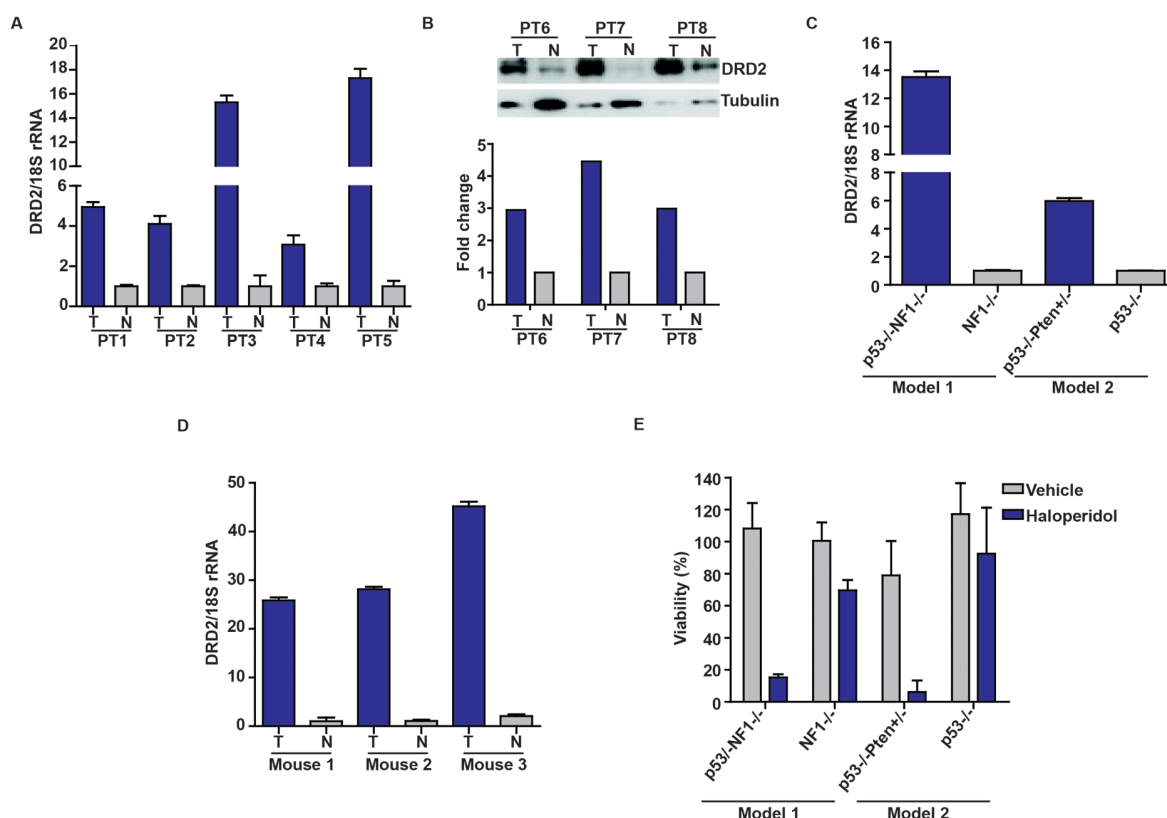 A
DRD2/18S rRNA
20
18
16
14
12
10
8
6
4
2
0
T N T N T N T N T N
PT1 PT2 PT3 PT4 PT5
B
PT6 PT7 PT8
T N T N T N
DRD2
Tubulin
Fold change
5
4
3
2
1
0
T N T N T N
PT6 PT7 PT8
C
DRD2/18S rRNA
16
14
12
10
8
8
6
4
2
0
p53-/-NF1-/-
NF1-/-
p53-/-Pten+/-
p53-/-
Model 1 Model 2
D
DRD2/18S rRNA
50
40
30
20
10
0
T N T N T N
Mouse 1 Mouse 2 Mouse 3
E
Viability (%)
140
120
100
80
60
40
20
0
Vehicle
Haloperidol
p53/-NF1-/-
NF1-/-
p53-/-Pten+/-
p53-/-
Model 1 Model 2